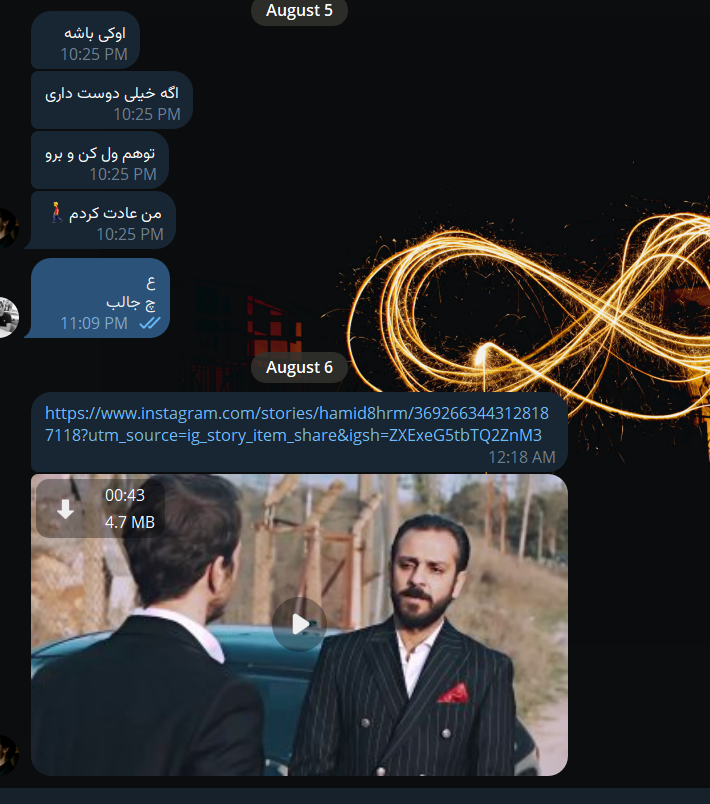 August 5
اوکی باشه
10:25 PM
اگه خیلی دوست داری
10:25 PM
توهم ول کن و برو
10:25 PM
من عادت کردم🚶
10:25 PM
ع
چ جالب
11:09 PM
August 6
https://www.instagram.com/stories/hamid8hrm/369266344312818
7118?utm_source=ig_story_item_share&igsh=ZXExeG5tbTQ2ZnM3
12:18 AM
00:43
4.7 MB